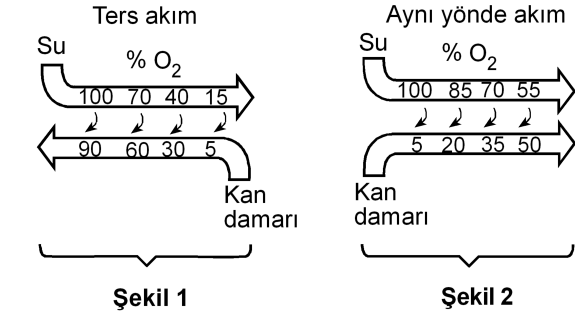 Ters akım
Su
% O2
100 70 40 15
90 60 30 5
Kan
damarı
Şekil 1
Aynı yönde akım
Su
% O2
100 85 70 55
5 20 35 50
Kan
damarı
Şekil 2